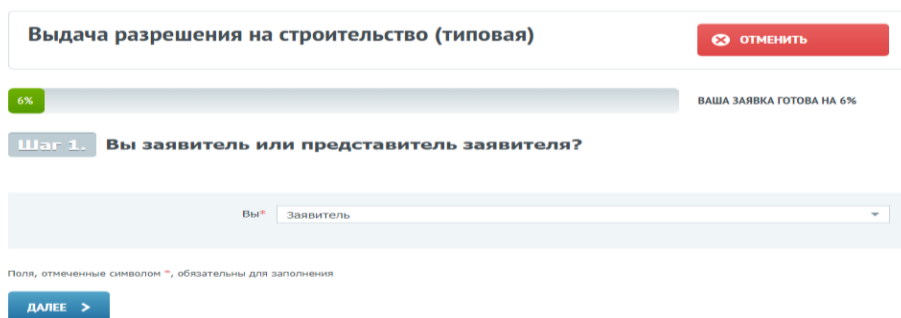 Выдача разрешения на строительство (типовая)
ОТМЕНИТЬ
6%
ВАША ЗАЯВКА ГОТОВА НА 6%
Шаг 1. Вы заявитель или представитель заявителя?
Вы* Заявитель
Поля, отмеченные символом *, обязательны для заполнения
ДАЛЕЕ >